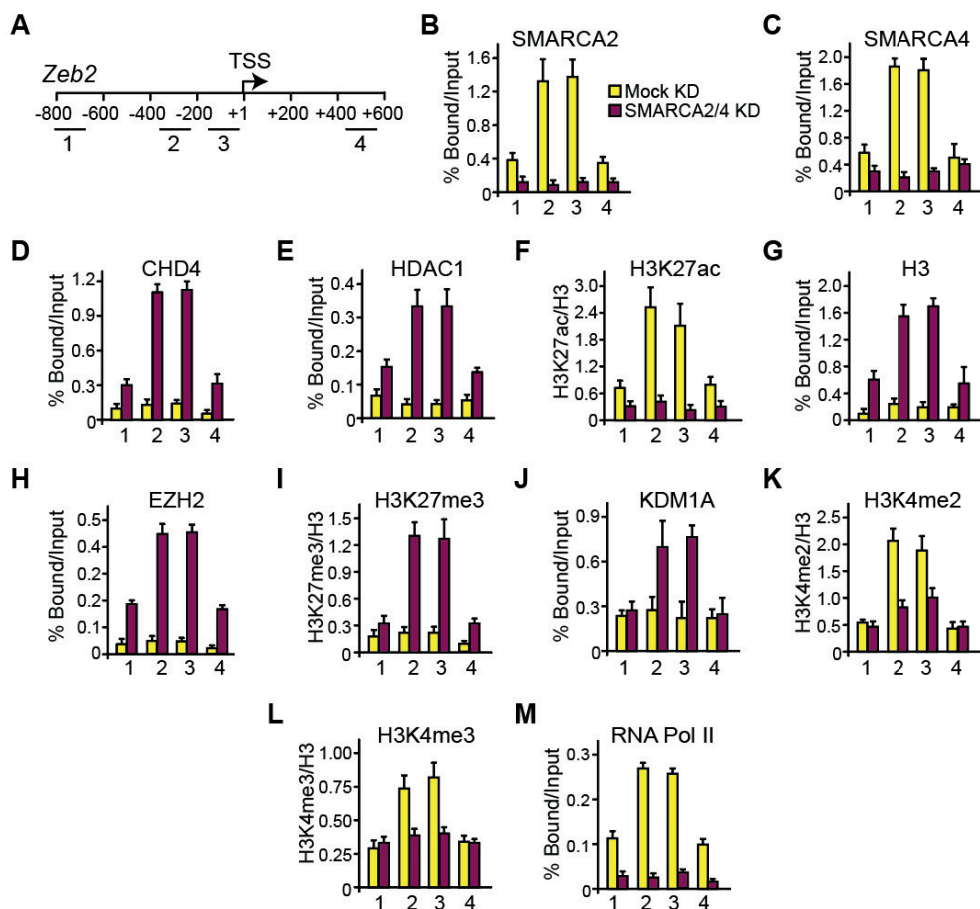 A
Zeb2
TSS
-800 -600 -400 -200 +1 +200 +400 +600
1 2 3 4
B
SMARCA2
% Bound/Input
1.6
1.2
0.8
0.4
0
1 2 3 4
Mock KD
SMARCA2/4 KD
C
SMARCA4
% Bound/Input
2.0
1.6
1.2
0.8
0.4
0
1 2 3 4
D
CHD4
% Bound/Input
1.2
0.9
0.6
0.3
0
1 2 3 4
E
HDAC1
% Bound/Input
0.4
0.3
0.2
0.1
0
1 2 3 4
F
H3K27ac
H3K27ac/H3
3.0
2.4
1.8
1.2
0.6
0
1 2 3 4
G
H3
% Bound/Input
2.0
1.6
1.2
0.8
0.4
0
1 2 3 4
H
EZH2
% Bound/Input
0.5
0.2
0.2
0.1
0
1 2 3 4
I
H3K27me3
H3K27me3/H3
1.5
1.2
0.9
0.6
0.3
0
1 2 3 4
J
KDM1A
% Bound/Input
0.9
0.6
0.3
0
1 2 3 4
K
H3K4me2
H3K4me2/H3
2.5
2.0
1.5
1.0
0.5
0
1 2 3 4
L
H3K4me3
H3K4me3/H3
1.00
0.75
0.50
0.25
0
1 2 3 4
M
RNA Pol II
% Bound/Input
0.3
0.2
0.1
0
1 2 3 4